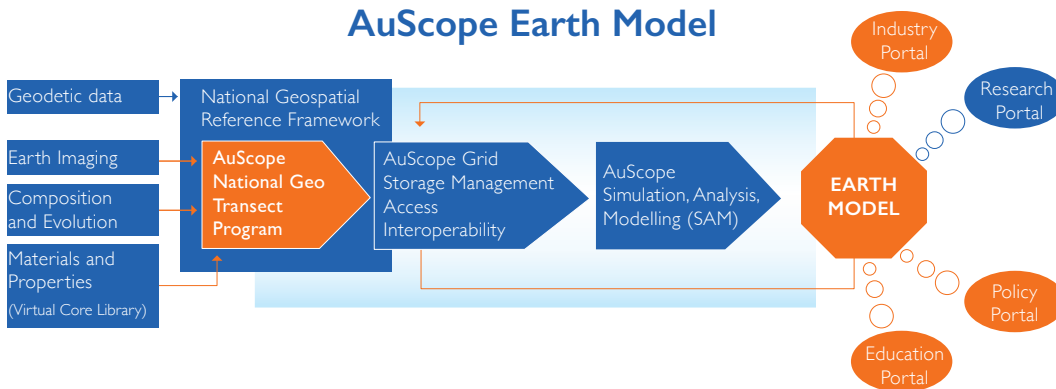 AuScope Earth Model
Geodetic data
Earth Imaging
Composition
and Evolution
Materials and
Properties
(Virtual Core Library)
National Geospatial
Reference Framework
AuScope
National Geo
Transect
Program
AuScope Grid
Storage Management
Access
Interoperability
AuScope
Simulation, Analysis,
Modelling (SAM)
EARTH
MODEL
Industry
Portal
Research
Portal
Policy
Portal
Education
Portal